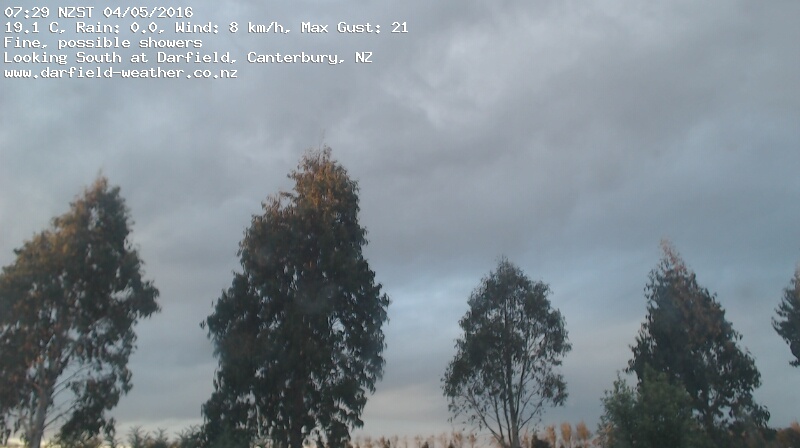 07:29 NZST 04/05/2016
19.1 C, Rain: 0.0, Wind: 8 km/h, Max Gust: 21
Fine, possible showers
Looking South at Darfield, Canterbury, NZ
www.darfield-weather.co.nz